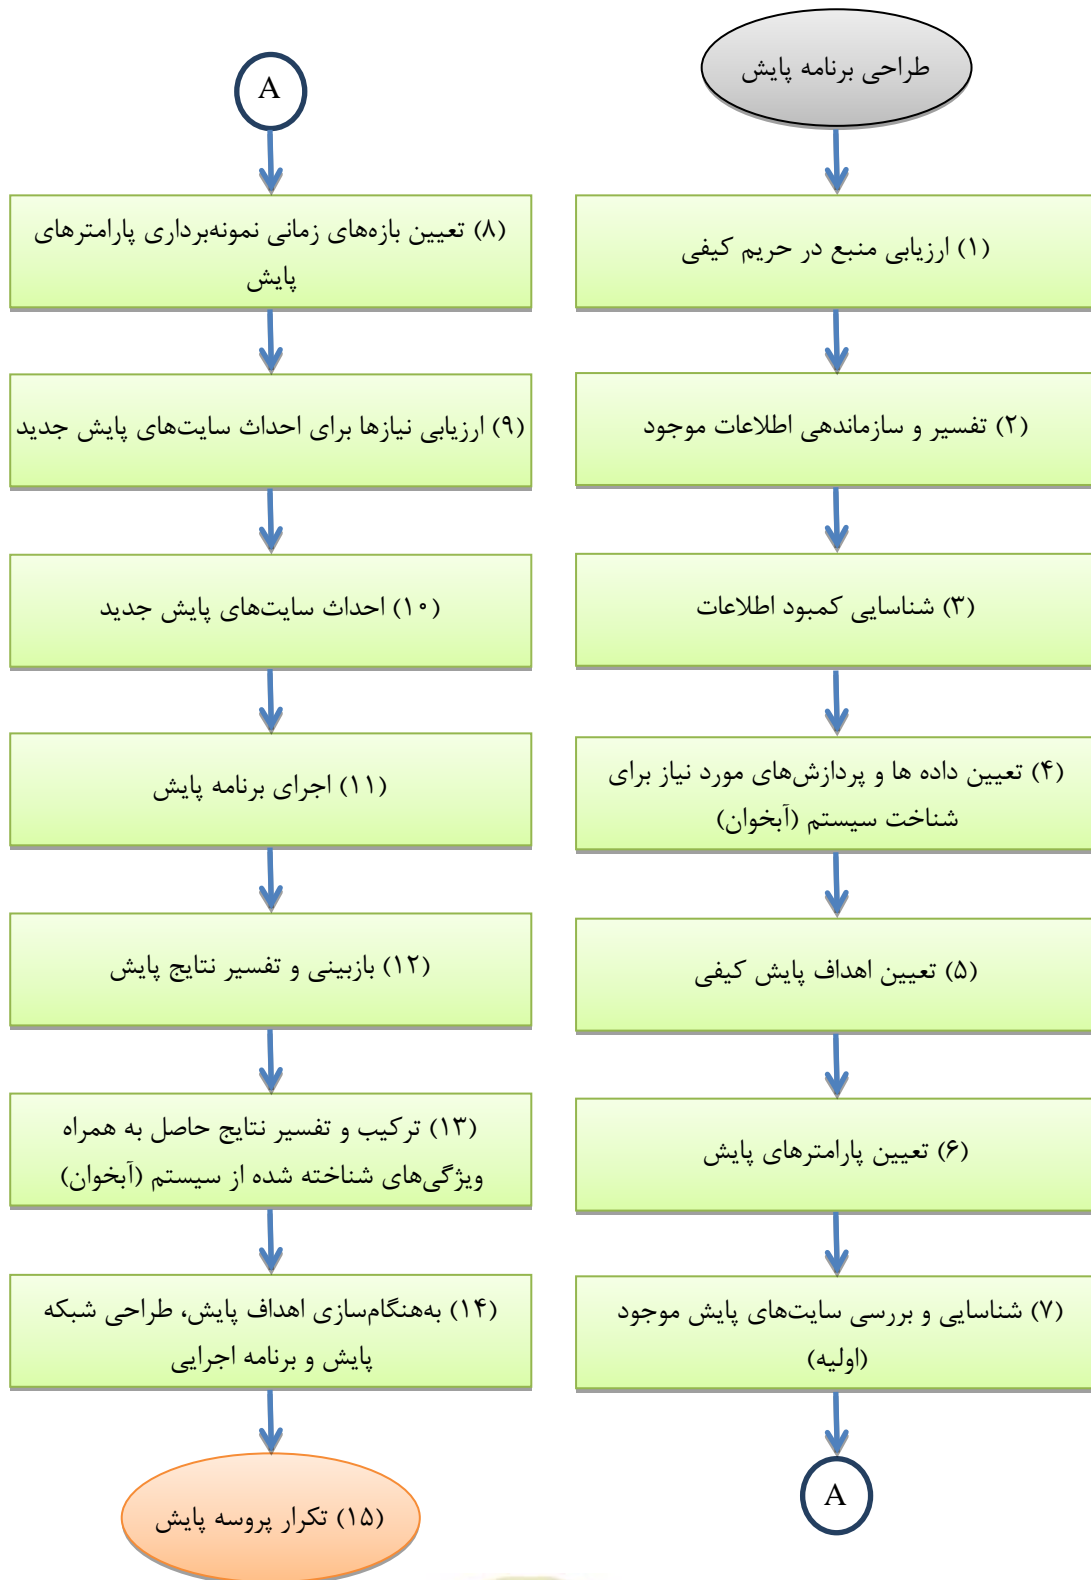 طراحی برنامه پایش
(۱) ارزیابی منبع در حریم کیفی
(۲) تفسیر و سازماندهی اطلاعات موجود
(۳) شناسایی کمبود اطلاعات
(۴) تعیین داده ها و پردازش‌های مورد نیاز برای
شناخت سیستم (آبخوان)
(۵) تعیین اهداف پایش کیفی
(۶) تعیین پارامترهای پایش
(۷) شناسایی و بررسی سایت‌های پایش موجود
(اولیه)
A
A
(۸) تعیین بازه‌های زمانی نمونه‌برداری پارامترهای
پایش
(۹) ارزیابی نیازها برای احداث سایت‌های پایش جدید
(۱۰) احداث سایت‌های پایش جدید
(۱۱) اجرای برنامه پایش
(۱۲) بازبینی و تفسیر نتایج پایش
(۱۳) ترکیب و تفسیر نتایج حاصل به همراه
ویژگی‌های شناخته شده از سیستم (آبخوان)
(۱۴) به‌هنگام‌سازی اهداف پایش، طراحی شبکه
پایش و برنامه اجرایی
(۱۵) تکرار پروسه پایش